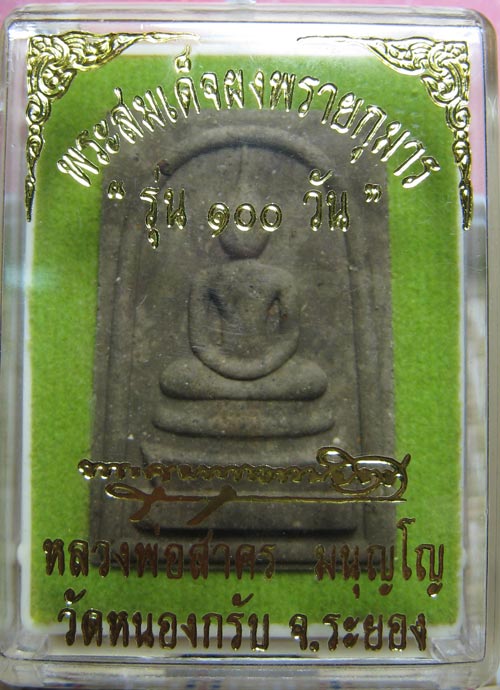 พระสมเด็จผงพรายกุมาร
“ รุ่น ๑๐๐ วัน ”
หลวงพ่อสาคร มนุญโญ
วัดหนองกรับ จ.ระยอง